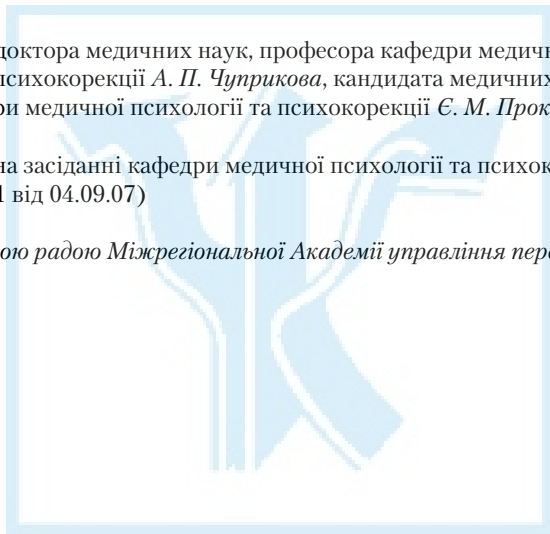 доктора медичних наук, професора кафедри медичн
психокорекції А. П. Чуприкова, кандидата медичних
ри медичної психології та психокорекції Є. М. Прок
на засіданні кафедри медичної психології та психок
1 від 04.09.07)
ою радою Міжрегіональної Академії управління перс